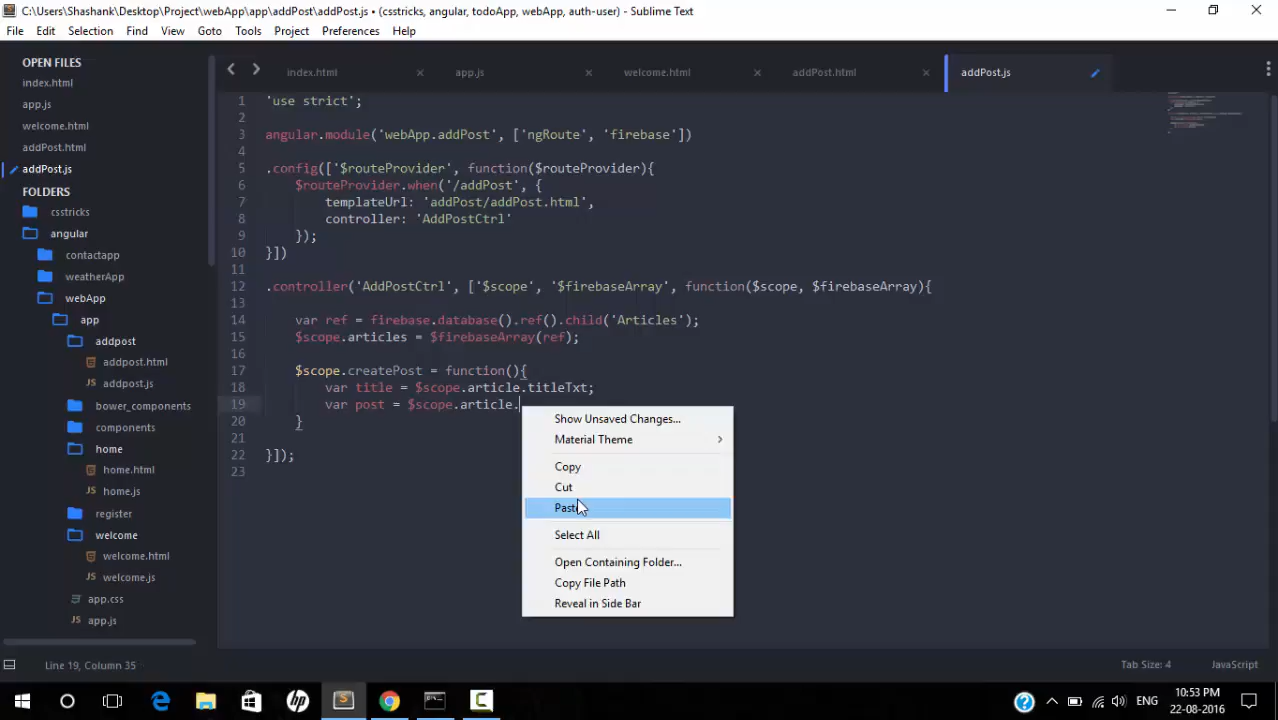 C:\Users\Shashank\Desktop\Project\webApp\app\addPost\addPost.js • (csstricks, angular, todoApp, webApp, auth-user) - Sublime Text
File Edit Selection Find View Goto Tools Project Preferences Help
OPEN FILES
index.html
app.js
welcome.html
addPost.html
addPost.js
FOLDERS
csstricks
angular
contactapp
weatherApp
webApp
app
addpost
addpost.html
JS addpost.js
bower_components
components
home
home.html
JS home.js
register
welcome
welcome.html
JS welcome.js
app.css
JS app.js
index.html app.js welcome.html addPost.html addPost.js
1 'use strict';
2
3 angular.module('webApp.addPost', ['ngRoute', 'firebase'])
4
5 .config(['$routeProvider', function($routeProvider){
6 $routeProvider.when('/addPost', {
7 templateUrl: 'addPost/addPost.html',
8 controller: 'AddPostCtrl'
9 });
10 }])
11
12 .controller('AddPostCtrl', ['$scope', '$firebaseArray', function($scope, $firebaseArray){
13
14 var ref = firebase.database().ref().child('Articles');
15 $scope.articles = $firebaseArray(ref);
16
17 $scope.createPost = function(){
18 var title = $scope.article.titleTxt;
19 var post = $scope.article.
20 }
21
22 }]);
23
Show Unsaved Changes...
Material Theme
Copy
Cut
Paste
Select All
Open Containing Folder...
Copy File Path
Reveal in Side Bar
Line 19, Column 35 Tab Size: 4 JavaScript
ENG
10:53 PM
22-08-2016